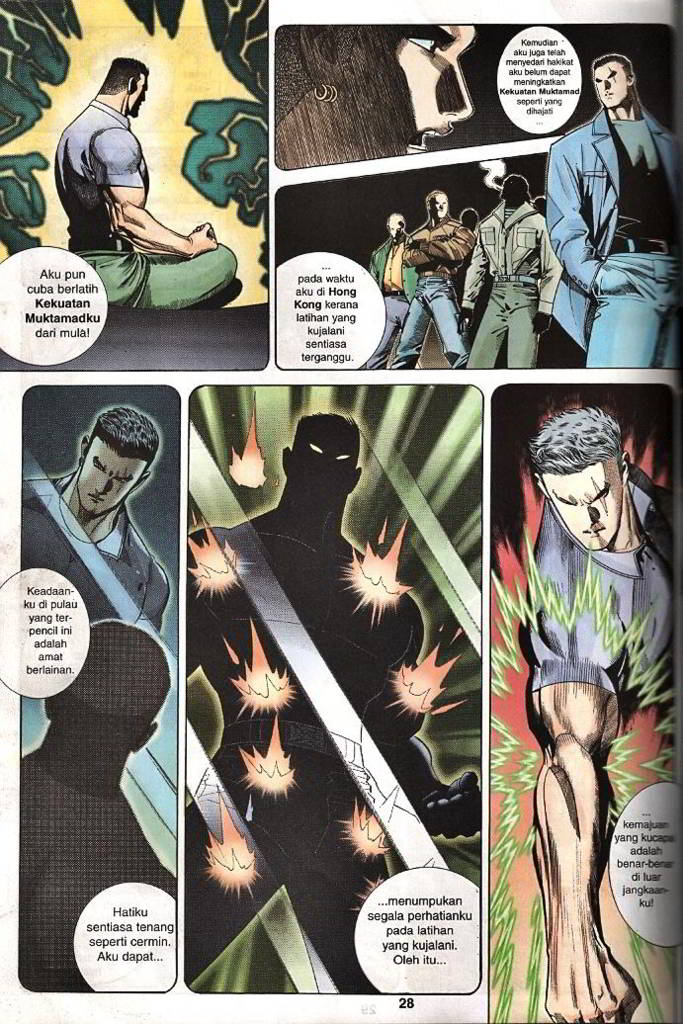 Aku pun
cuba berlatih
Kekuatan
Muktamadku
dari mula!
Kemudian
aku juga telah
menyedari hakikat
aku belum dapat
meningkatkan
Kekuatan Muktamad
seperti yang
dihajati
...
...
pada waktu
aku di Hong
Kong kerana
latihan yang
kujalani
sentiasa
terganggu.
Keadaan-
ku di pulau
yang ter-
pencil ini
adalah
amat
berlainan.
Hatiku
sentiasa tenang
seperti cermin.
Aku dapat...
...menumpukan
segala perhatianku
pada latihan
yang kujalani.
Oleh itu...
...
kemajuan
yang kucapai
adalah
benar-benar
di luar
jangkaan-
ku!
28